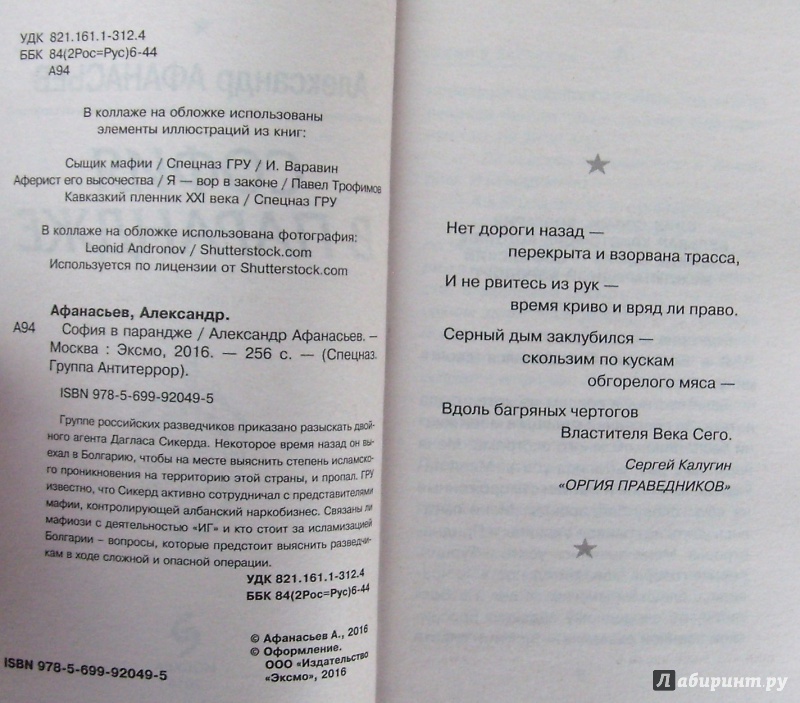 УДК 821.161.1-312.4
ББК 84(2Рос=Рус)6-44
А94
В коллаже на обложке использованы
элементы иллюстраций из книг:
Сыщик мафии / Спецназ ГРУ / И. Варавин
Аферист его высочества / Я — вор в законе / Павел Трофимов
Кавказкий пленник XXI века / Спецназ ГРУ
В коллаже на обложке использована фотография:
Leonid Andronov / Shutterstock.com
Используется по лицензии от Shutterstock.com
Афанасьев, Александр.
А94 София в парандже / Александр Афанасьев. –
Москва : Эксмо, 2016. — 256 с. — (Спецназ.
Группа Антитеррор).
ISBN 978-5-699-92049-5
Группе российских разведчиков приказано разыскать двой-
ного агента Дагласа Сикерда. Некоторое время назад он вы-
ехал в Болгарию, чтобы на месте выяснить степень исламско-
го проникновения на территорию этой страны, и пропал. ГРУ
известно, что Сикерд активно сотрудничал с представителями
мафии, контролирующей албанский наркобизнес. Связаны ли
мафиози с деятельностью «ИГ» и кто стоит за исламизацией
Болгарии – вопросы, которые предстоит выяснить разведчи-
кам в ходе сложной и опасной операции.
УДК 821.161.1-312.4
ББК 84(2Рос=Рус)6-44
© Афанасьев А., 2016
© Оформление.
ООО «Издательство
«Эксмо», 2016
ISBN 978-5-699-92049-5
Нет дороги назад —
перекрыта и взорвана трасса,
И не рвитесь из рук —
время криво и вряд ли право.
Серный дым заклубился —
скользим по кускам
обгорелого мяса —
Вдоль багряных чертогов
Властителя Века Сего.
Сергей Калугин
«ОРГИЯ ПРАВЕДНИКОВ»
Лабиринт.ру